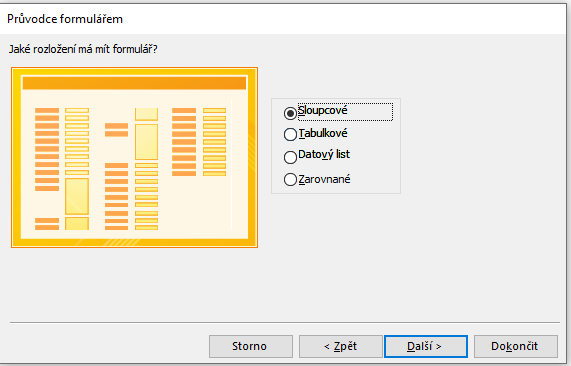 Průvodce formulářem
Jaké rozložení má mít formulář?
Sloupcové
Tabulkové
Datový list
Zarovnané
Storno
< Zpět
Další >
Dokončit